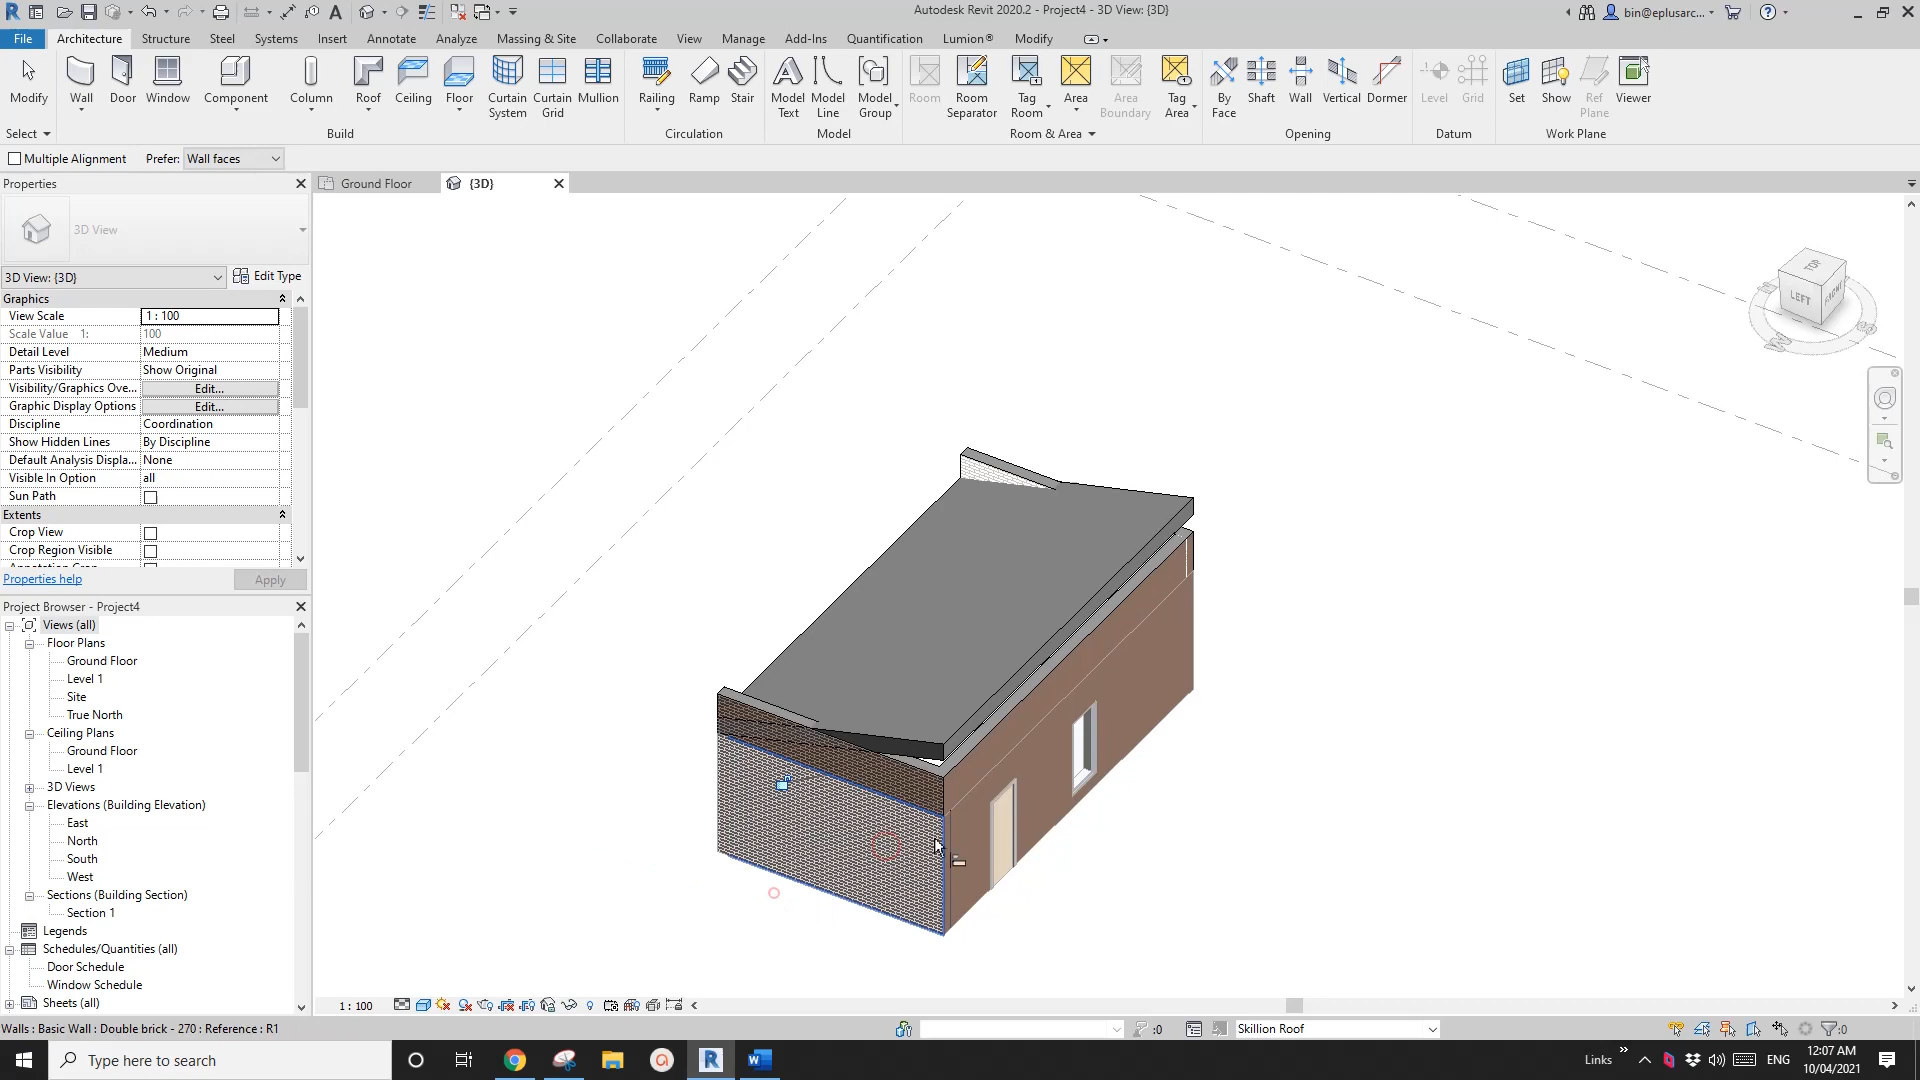 Autodesk Revit 2020.2 - Project4 - 3D View: {3D}
bin@eplusarc...
File Architecture Structure Steel Systems Insert Annotate Analyze Massing & Site Collaborate View Manage Add-Ins Quantification Lumion® Modify
Modify Wall Door Window Component Column Roof Ceiling Floor Curtain System Curtain Grid Mullion Railing Ramp Stair Model Text Model Line Model Group Room Room Separator Tag Room Area Area Boundary Tag Area By Face Shaft Wall Vertical Dormer Level Grid Set Show Ref Plane Viewer
Select Build Circulation Model Room & Area Opening Datum Work Plane
Multiple Alignment Prefer: Wall faces
Properties
Ground Floor {3D}
3D View
3D View: {3D} Edit Type
Graphics
View Scale 1 : 100
Scale Value 1: 100
Detail Level Medium
Parts Visibility Show Original
Visibility/Graphics Ove... Edit...
Graphic Display Options Edit...
Discipline Coordination
Show Hidden Lines By Discipline
Default Analysis Displa... None
Visible In Option all
Sun Path
Extents
Crop View
Crop Region Visible
Properties help Apply
TOP
LEFT FRONT
Project Browser - Project4
Views (all)
Floor Plans
Ground Floor
Level 1
Site
True North
Ceiling Plans
Ground Floor
Level 1
3D Views
Elevations (Building Elevation)
East
North
South
West
Sections (Building Section)
Section 1
Legends
Schedules/Quantities (all)
Door Schedule
Window Schedule
Sheets (all)
1 : 100
Walls : Basic Wall : Double brick - 270 : Reference : R1
:0 Skillion Roof :0
Type here to search
Links ENG
12:07 AM
10/04/2021